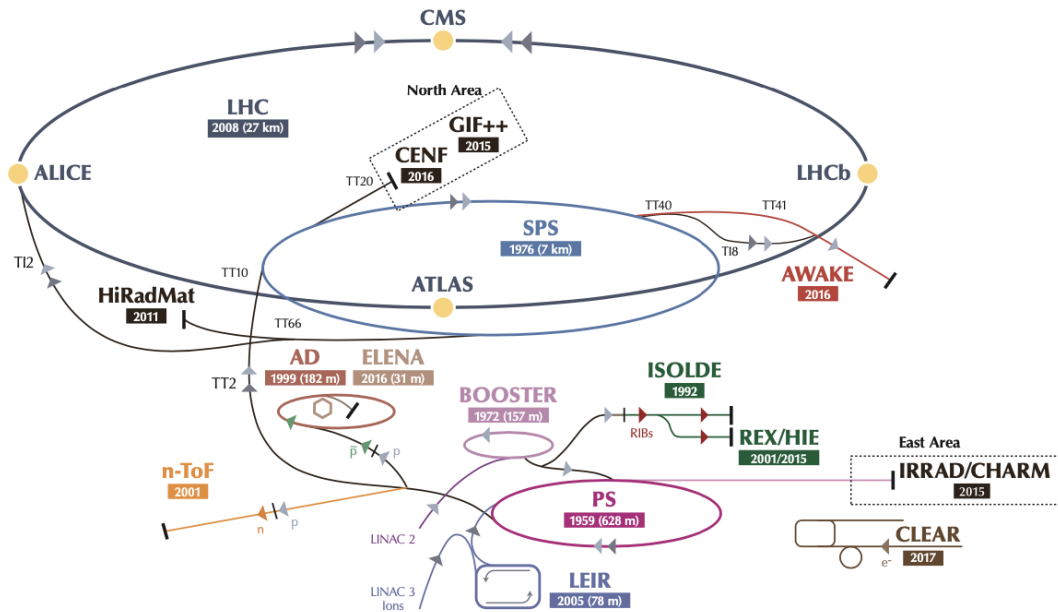 CMS
North Area
LHC
2008 (27 km)
GIF++
2015
CENF
2016
ALICE
LHCb
TT20
TT40
TT41
SPS
1976 (7 km)
TI8
TI2
TT10
ATLAS
AWAKE
2016
HiRadMat
2011
TT66
AD
1999 (182 m)
ELENA
2016 (31 m)
TT2
BOOSTER
1972 (157 m)
ISOLDE
1992
RIBs
REX/HIE
2001/2015
East Area
p̅
p
n-ToF
2001
IRRAD/CHARM
2015
PS
1959 (628 m)
n
p
LINAC 2
CLEAR
2017
e-
LINAC 3
Ions
LEIR
2005 (78 m)